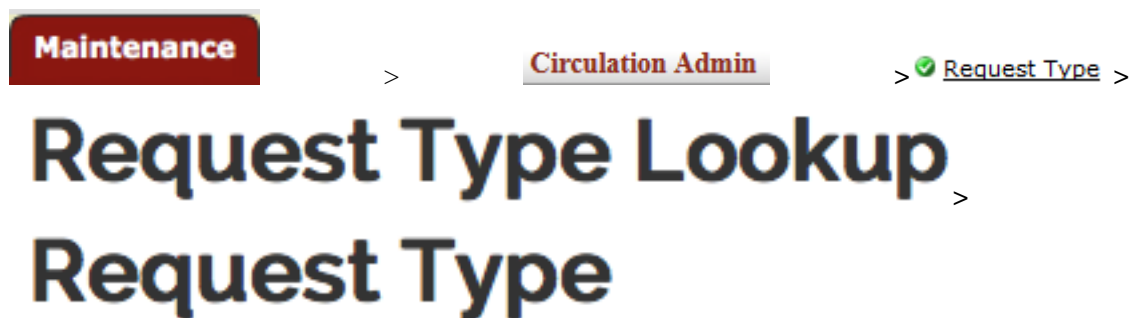 Maintenance > Circulation Admin > Request Type >
Request Type Lookup >
Request Type